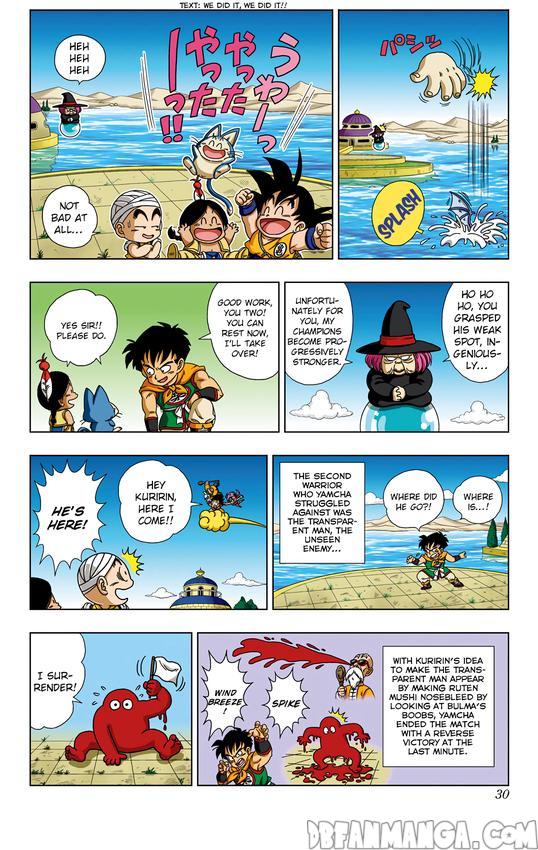 TEXT: WE DID IT, WE DID IT!!
パシッ
SPLASH
うわーっ
やった
やった
ーっ!!
HEH
HEH
HEH
NOT
BAD AT
ALL...
HO HO
HO, YOU
GRASPED
HIS WEAK
SPOT, IN-
GENIOUS-
LY...
UNFORTU-
NATELY FOR
YOU, MY
CHAMPIONS
BECOME PRO-
GRESSIVELY
STRONGER.
GOOD WORK,
YOU TWO!
YOU CAN
REST NOW,
I'LL TAKE
OVER!
YES SIR!!
PLEASE DO.
WHERE
IS...!
WHERE DID
HE GO?!
THE SECOND
WARRIOR
WHO YAMCHA
STRUGGLED
AGAINST WAS
THE TRANSPAR-
ENT MAN, THE
UNSEEN
ENEMY...
HEY
KURIRIN,
HERE I
COME!!
HE'S
HERE!
WITH KURIRIN'S IDEA
TO MAKE THE TRANS-
PARENT MAN APPEAR
BY MAKING RUTEN
MUSHI NOSEBLEED BY
LOOKING AT BULMA'S
BOOBS, YAMCHA
ENDED THE MATCH
WITH A REVERSE
VICTORY AT THE
LAST MINUTE.
SPIKE
WIND
BREEZE
!
I SUR-
RENDER!
30
DBFANMANGA.COM